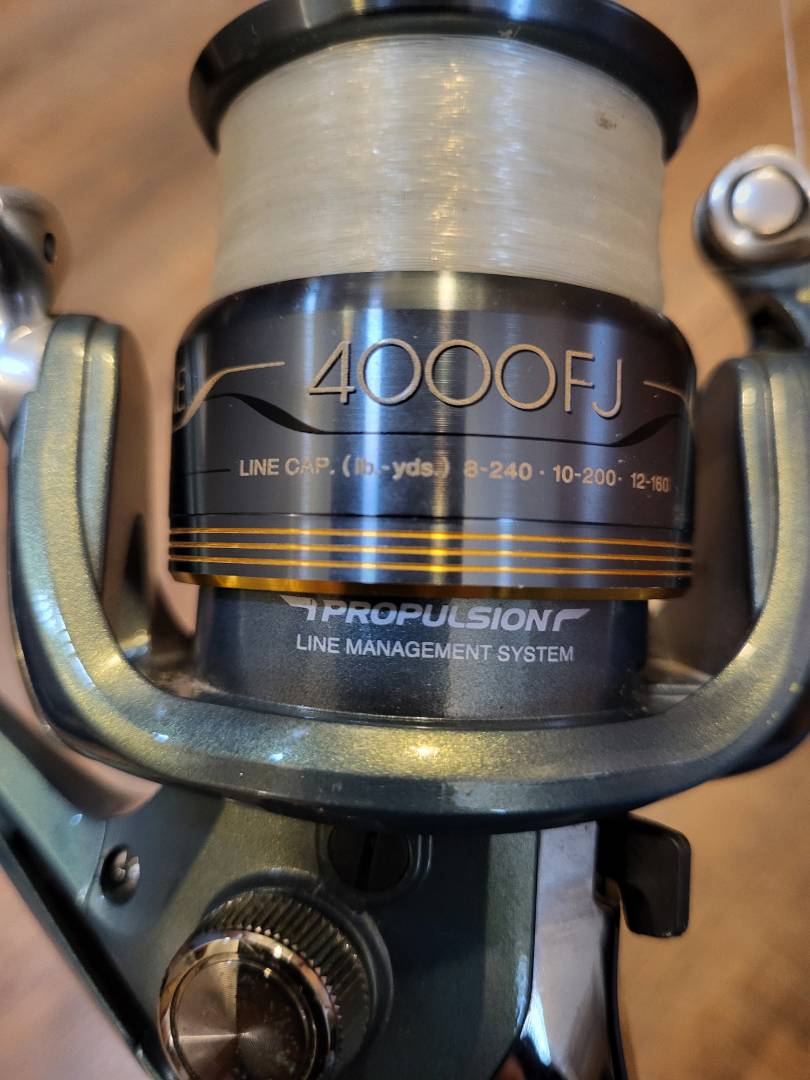 4000FJ
LINE CAP. (lb.-yds.) 8-240 · 10-200 · 12-160
PROPULSION
LINE MANAGEMENT SYSTEM